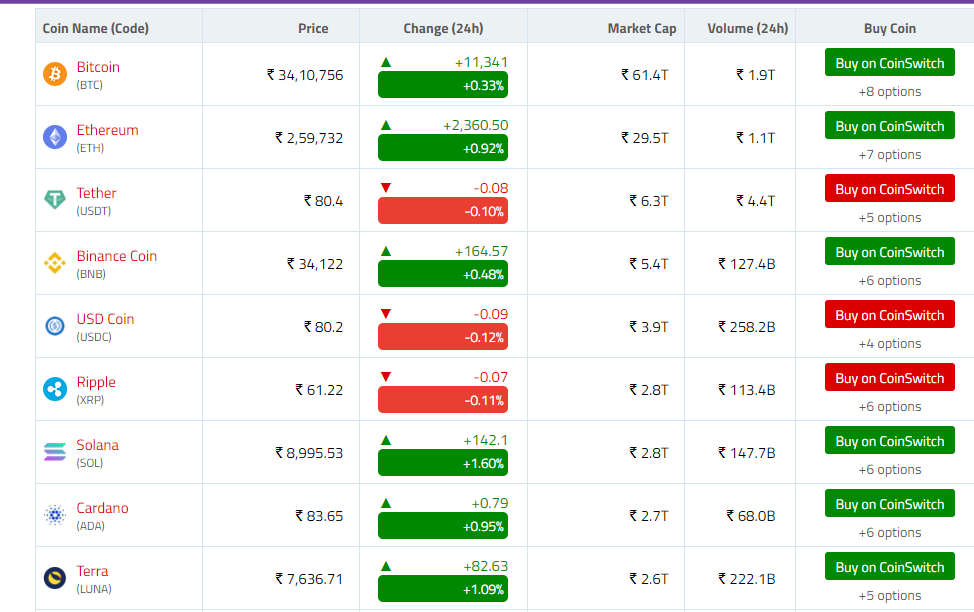 Coin Name (Code) Price Change (24h) Market Cap Volume (24h) Buy Coin
Bitcoin
(BTC)
₹ 34,10,756
▲ +11,341
+0.33%
₹ 61.4T
₹ 1.9T
Buy on CoinSwitch
+8 options
Ethereum
(ETH)
₹ 2,59,732
▲ +2,360.50
+0.92%
₹ 29.5T
₹ 1.1T
Buy on CoinSwitch
+7 options
Tether
(USDT)
₹ 80.4
▼ -0.08
-0.10%
₹ 6.3T
₹ 4.4T
Buy on CoinSwitch
+5 options
Binance Coin
(BNB)
₹ 34,122
▲ +164.57
+0.48%
₹ 5.4T
₹ 127.4B
Buy on CoinSwitch
+6 options
USD Coin
(USDC)
₹ 80.2
▼ -0.09
-0.12%
₹ 3.9T
₹ 258.2B
Buy on CoinSwitch
+4 options
Ripple
(XRP)
₹ 61.22
▼ -0.07
-0.11%
₹ 2.8T
₹ 113.4B
Buy on CoinSwitch
+6 options
Solana
(SOL)
₹ 8,995.53
▲ +142.1
+1.60%
₹ 2.8T
₹ 147.7B
Buy on CoinSwitch
+6 options
Cardano
(ADA)
₹ 83.65
▲ +0.79
+0.95%
₹ 2.7T
₹ 68.0B
Buy on CoinSwitch
+6 options
Terra
(LUNA)
₹ 7,636.71
▲ +82.63
+1.09%
₹ 2.6T
₹ 222.1B
Buy on CoinSwitch
+5 options